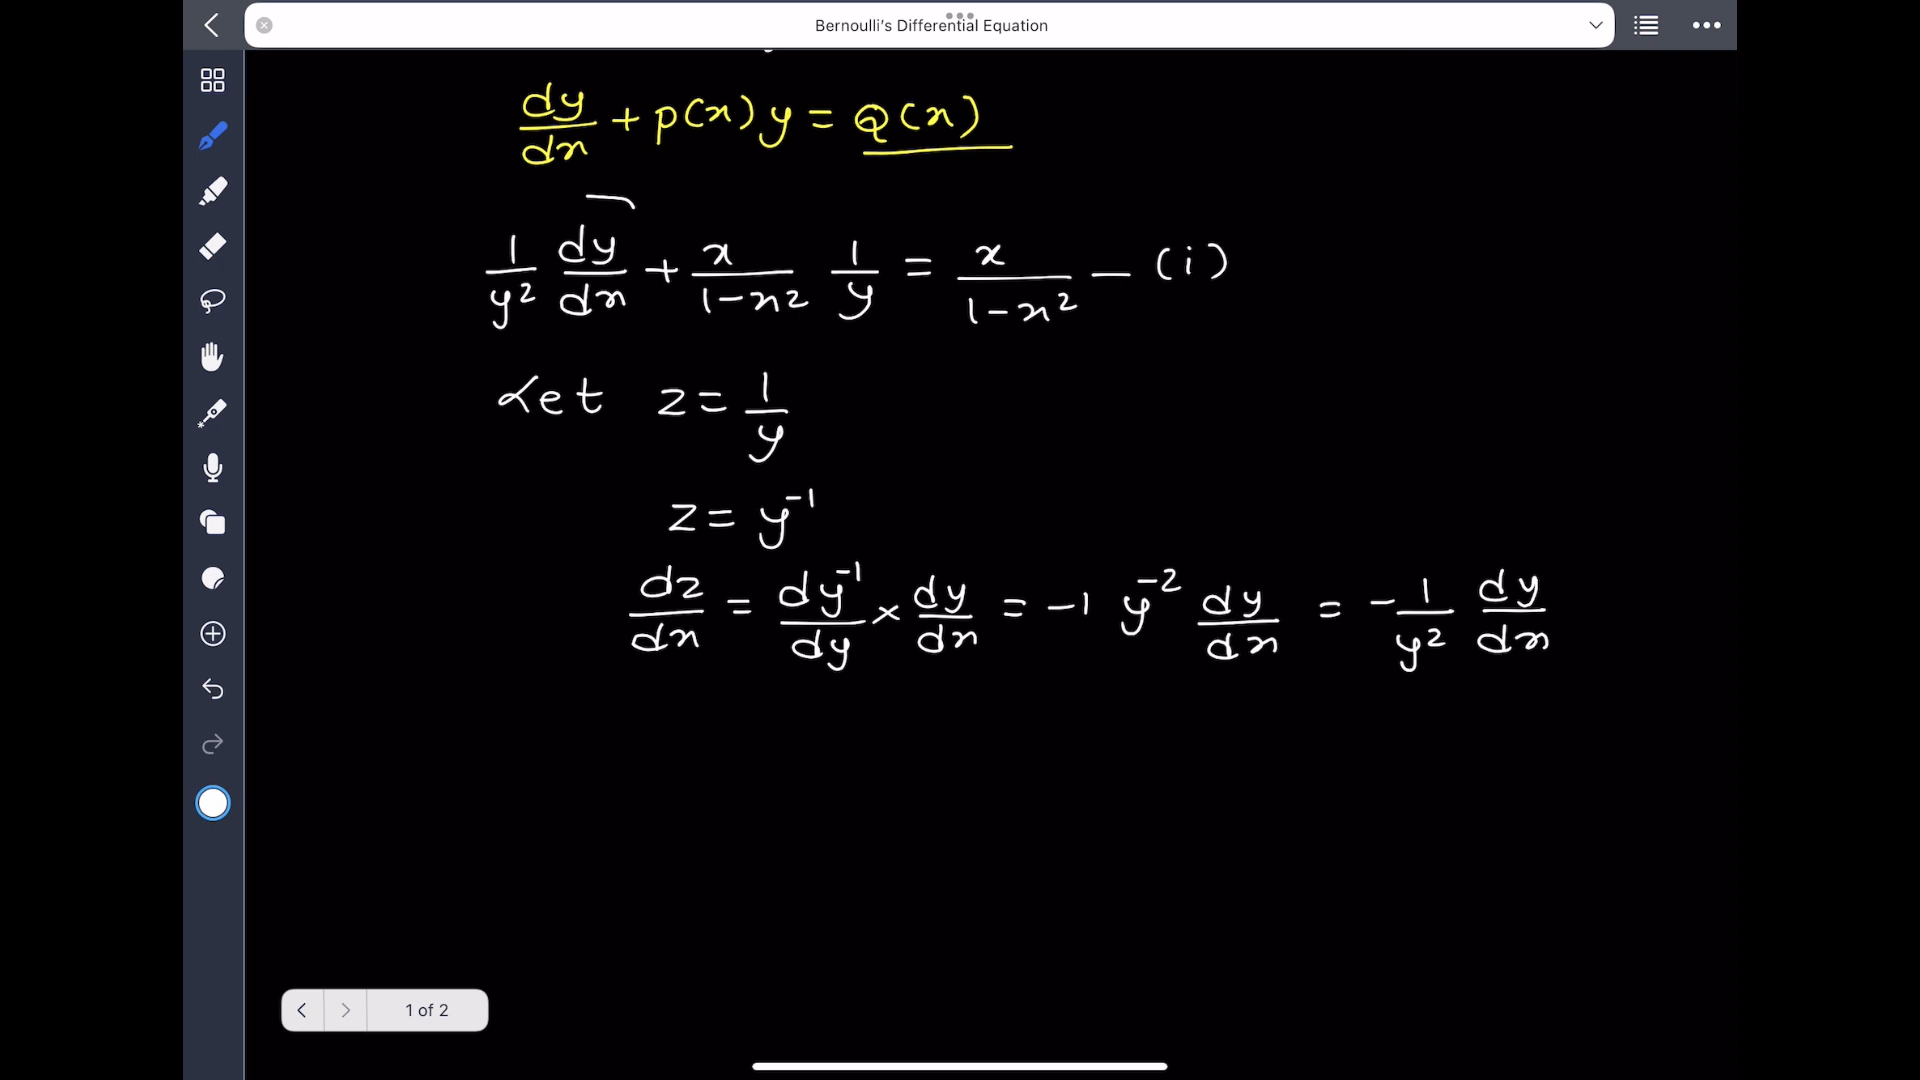 Bernoulli's Differential Equation
dy/dx + p(x) y = Q(x)
1/y² dy/dx + x/1-x² 1/y = x/1-x² — (i)
Let z = 1/y
z = y⁻¹
dz/dx = dy⁻¹/dy × dy/dx = -1 y⁻² dy/dx = - 1/y² dy/dx
1 of 2